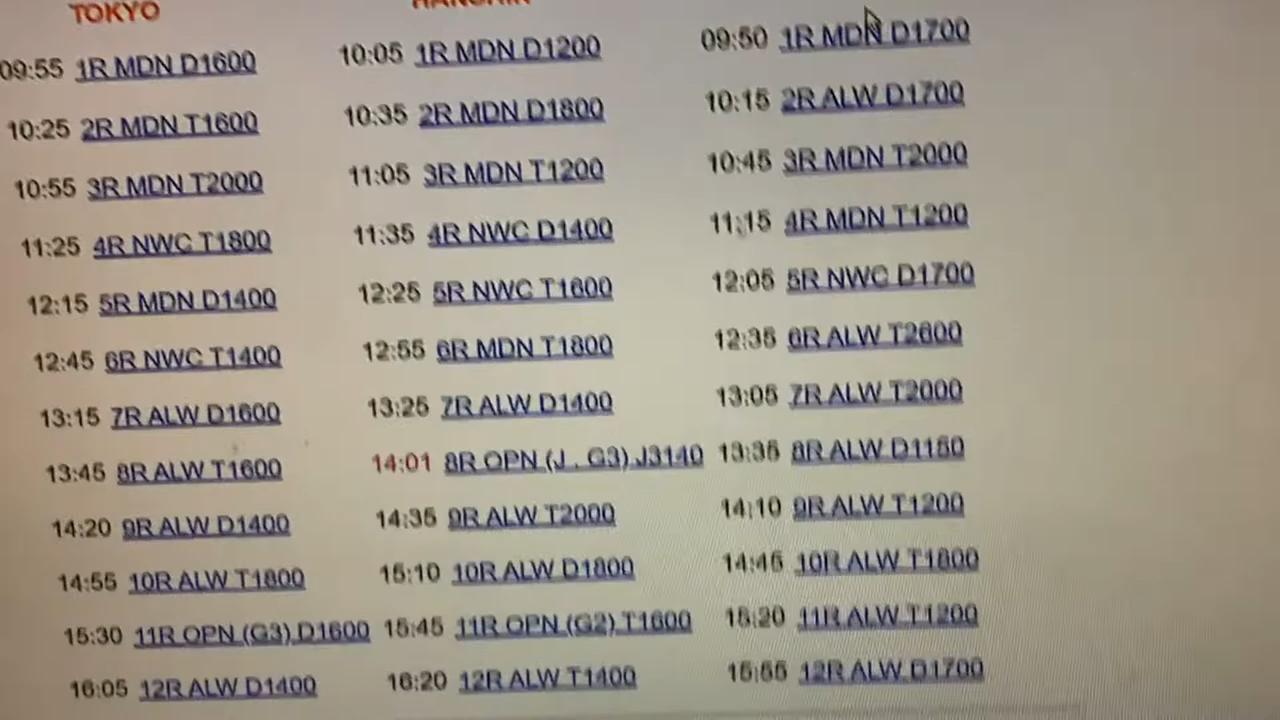 TOKYO HANSHIN
09:55 1R MDN D1600 10:05 1R MDN D1200 09:50 1R MDN D1700
10:25 2R MDN T1600 10:35 2R MDN D1800 10:15 2R ALW D1700
10:55 3R MDN T2000 11:05 3R MDN T1200 10:45 3R MDN T2000
11:25 4R NWC T1800 11:35 4R NWC D1400 11:15 4R MDN T1200
12:15 5R MDN D1400 12:25 5R NWC T1600 12:05 5R NWC D1700
12:45 6R NWC T1400 12:55 6R MDN T1800 12:35 6R ALW T2600
13:15 7R ALW D1600 13:25 7R ALW D1400 13:05 7R ALW T2000
13:45 8R ALW T1600 14:01 8R OPN (J . G3) J3140 13:35 8R ALW D1150
14:20 9R ALW D1400 14:35 9R ALW T2000 14:10 9R ALW T1200
14:55 10R ALW T1800 15:10 10R ALW D1800 14:45 10R ALW T1800
15:30 11R OPN (G3) D1600 15:45 11R OPN (G2) T1600 15:20 11R ALW T1200
16:05 12R ALW D1400 16:20 12R ALW T1400 15:55 12R ALW D1700